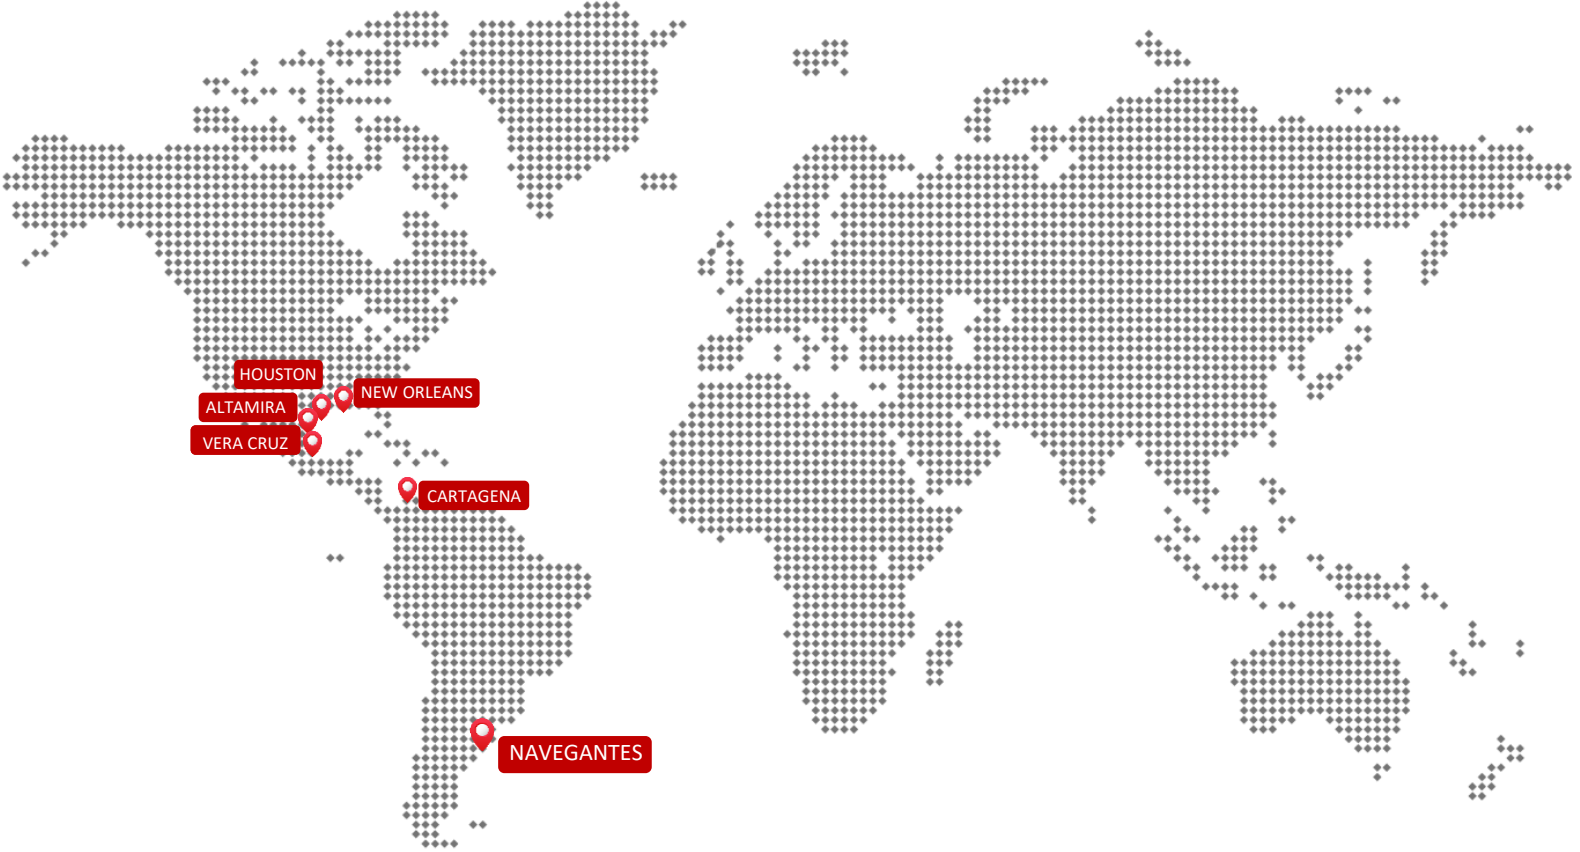 HOUSTON
NEW ORLEANS
ALTAMIRA
VERA CRUZ
CARTAGENA
NAVEGANTES